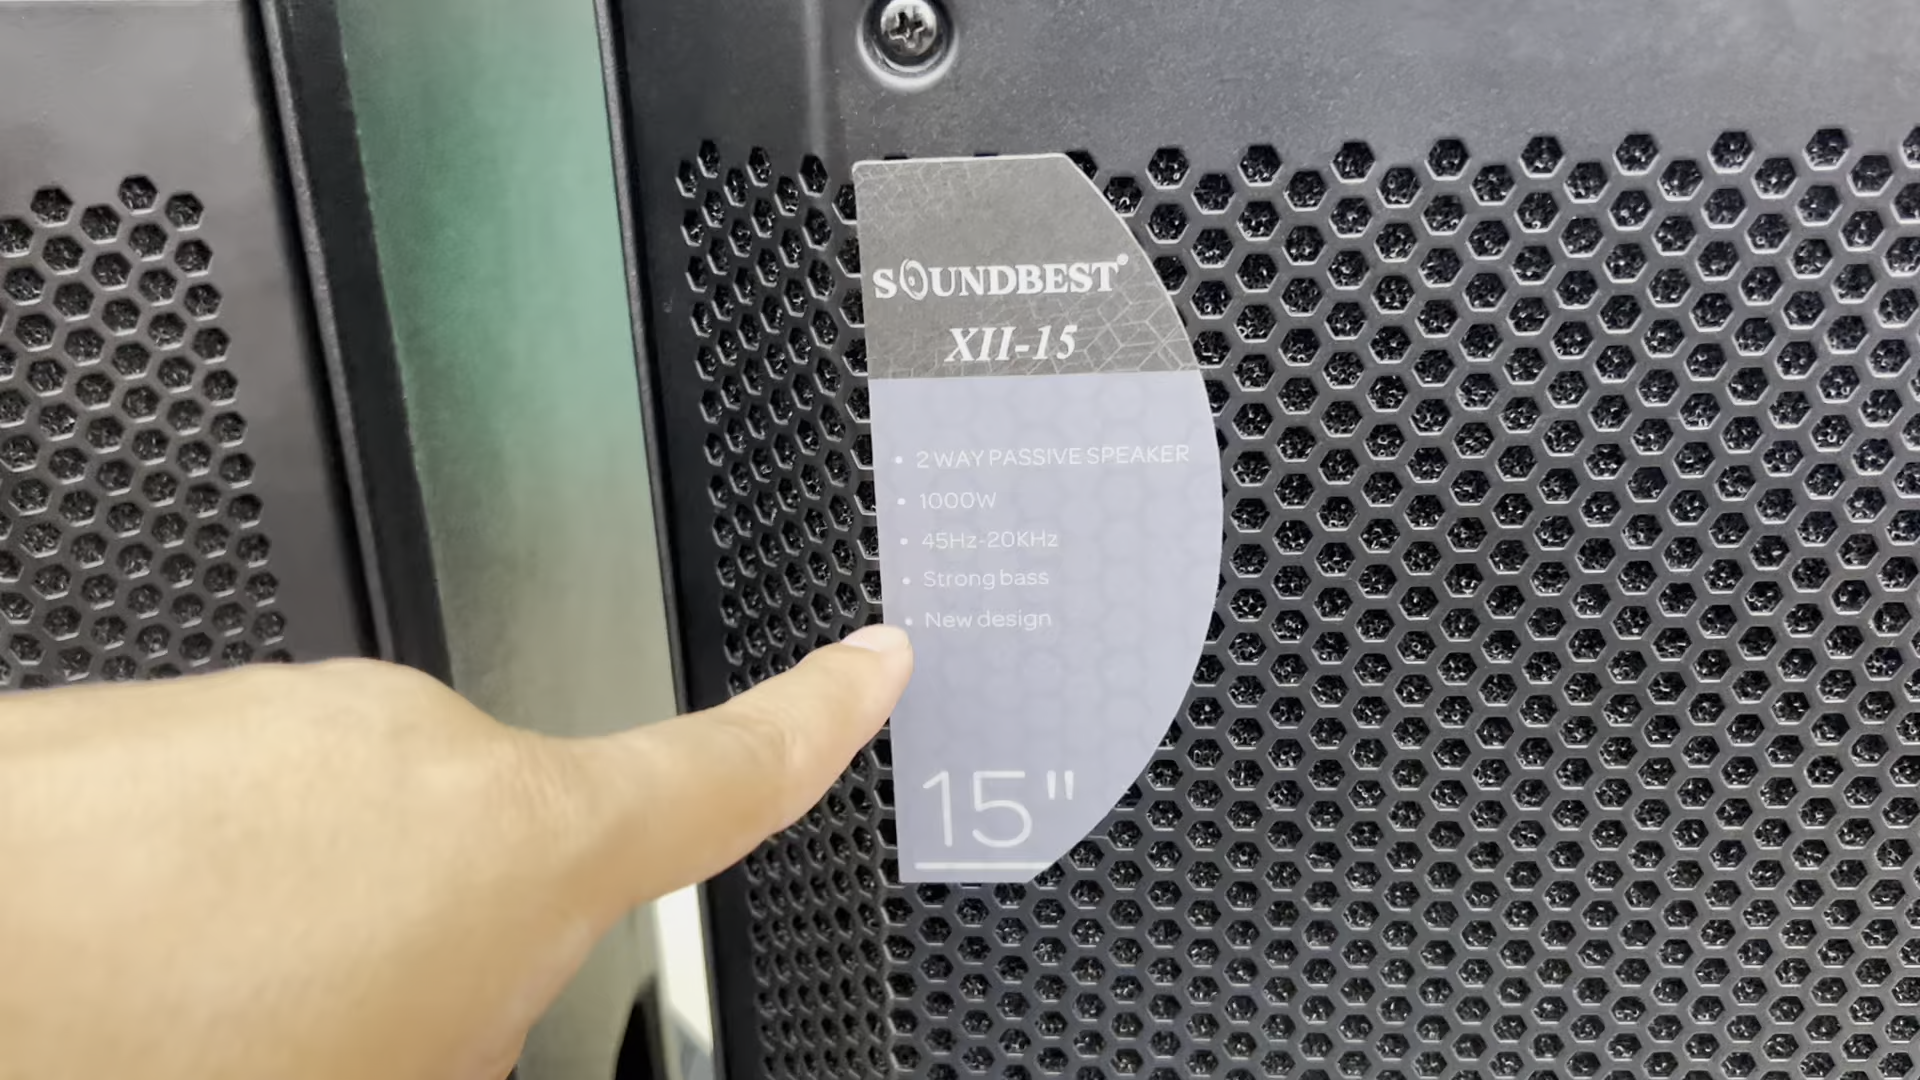 SOUNDBEST®
XII-15
• 2 WAY PASSIVE SPEAKER
• 1000W
• 45Hz-20KHz
• Strong bass
• New design
15"